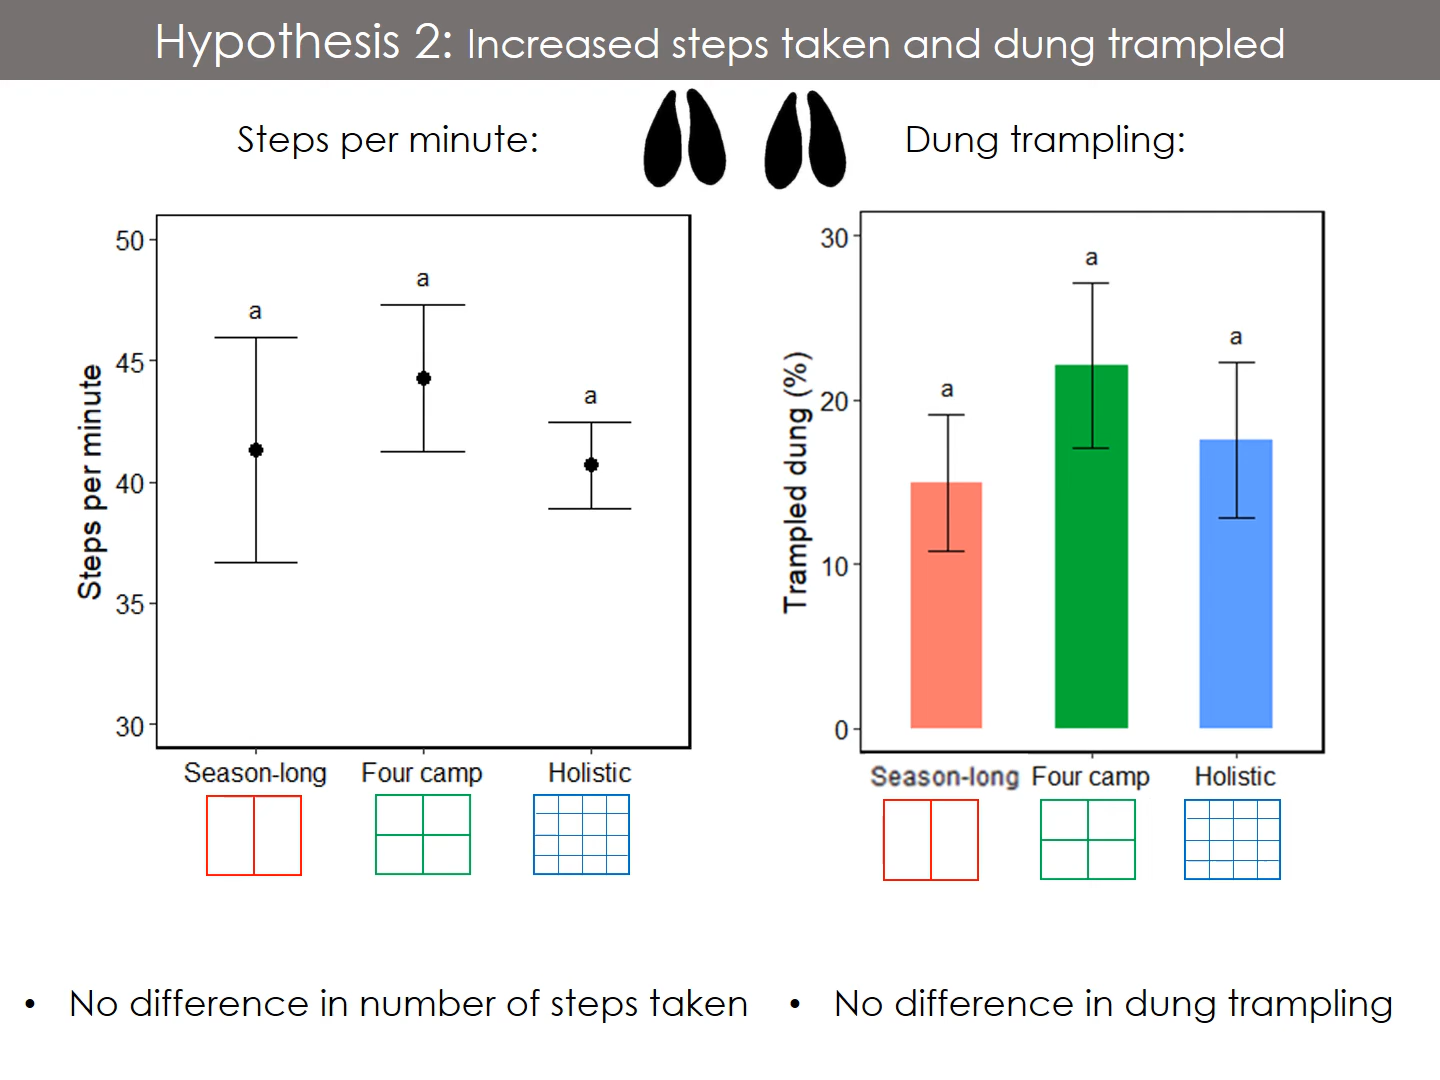 Hypothesis 2: Increased steps taken and dung trampled
Steps per minute:
50
45
40
35
30
Steps per minute
a
a
a
Season-long
Four camp
Holistic
Dung trampling:
30
20
10
0
Trampled dung (%)
a
a
a
Season-long
Four camp
Holistic
• No difference in number of steps taken
• No difference in dung trampling